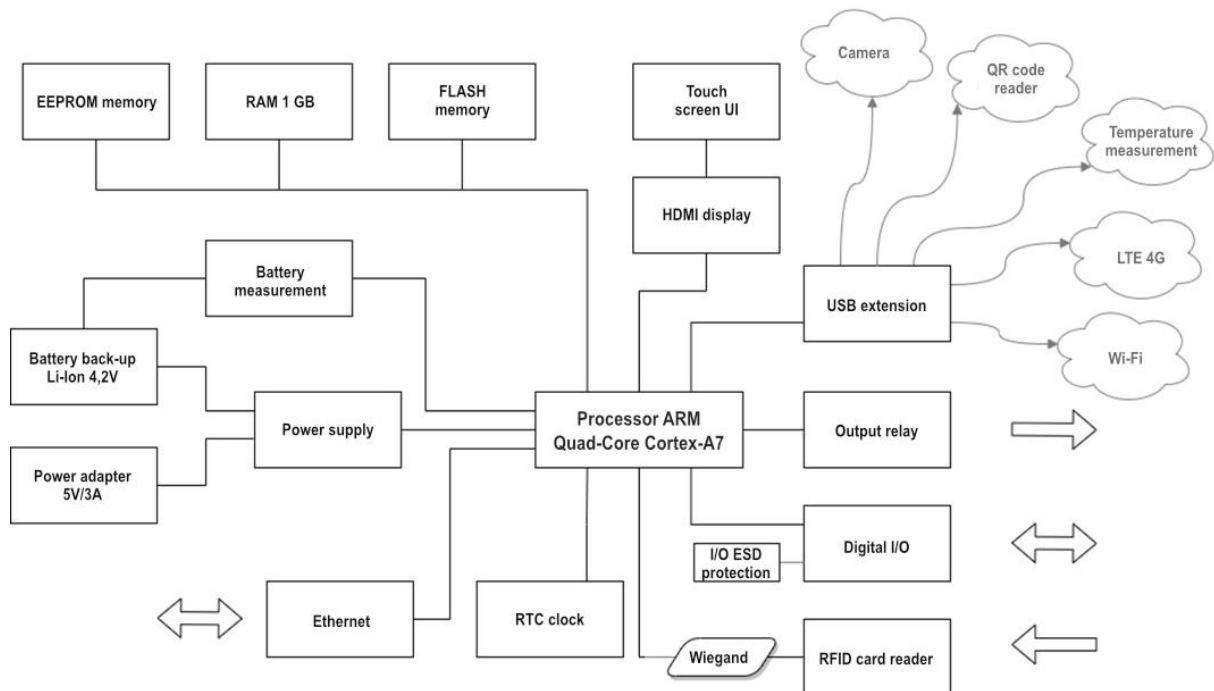 Camera
QR code
reader
EEPROM memory
RAM 1 GB
FLASH
memory
Touch
screen UI
Temperature
measurement
HDMI display
LTE 4G
Battery
measurement
USB extension
Wi-Fi
Battery back-up
Li-Ion 4,2V
Power supply
Processor ARM
Quad-Core Cortex-A7
Output relay
Power adapter
5V/3A
I/O ESD
protection
Digital I/O
Ethernet
RTC clock
Wiegand
RFID card reader